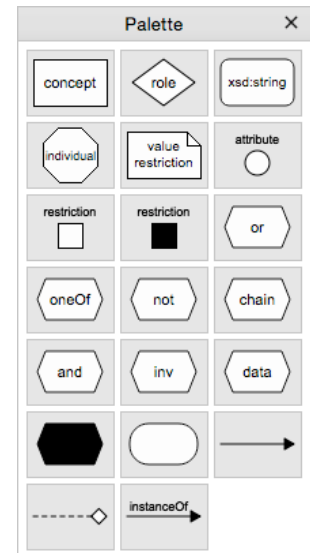 Palette ×
concept role xsd:string
individual value attribute
restriction
restriction restriction or
oneOf not chain
and inv data
instanceOf